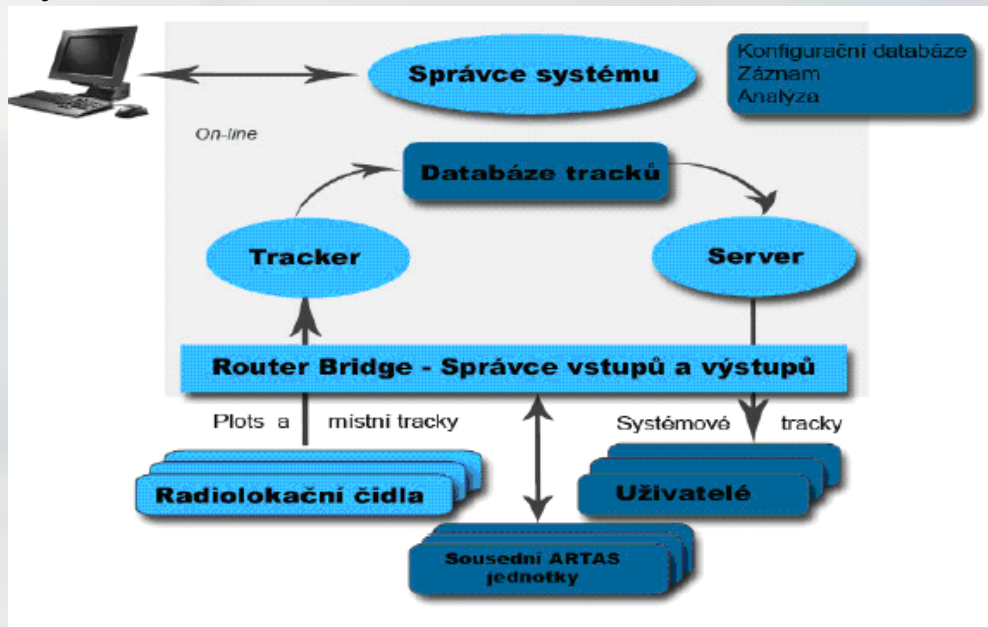 Správce systému
Konfigurační databáze
Záznam
Analýza
On-line
Databáze tracků
Tracker
Server
Router Bridge - Správce vstupů a výstupů
Plots a místní tracky
Systémové tracky
Radiolokační čidla
Uživatelé
Sousední ARTAS
jednotky